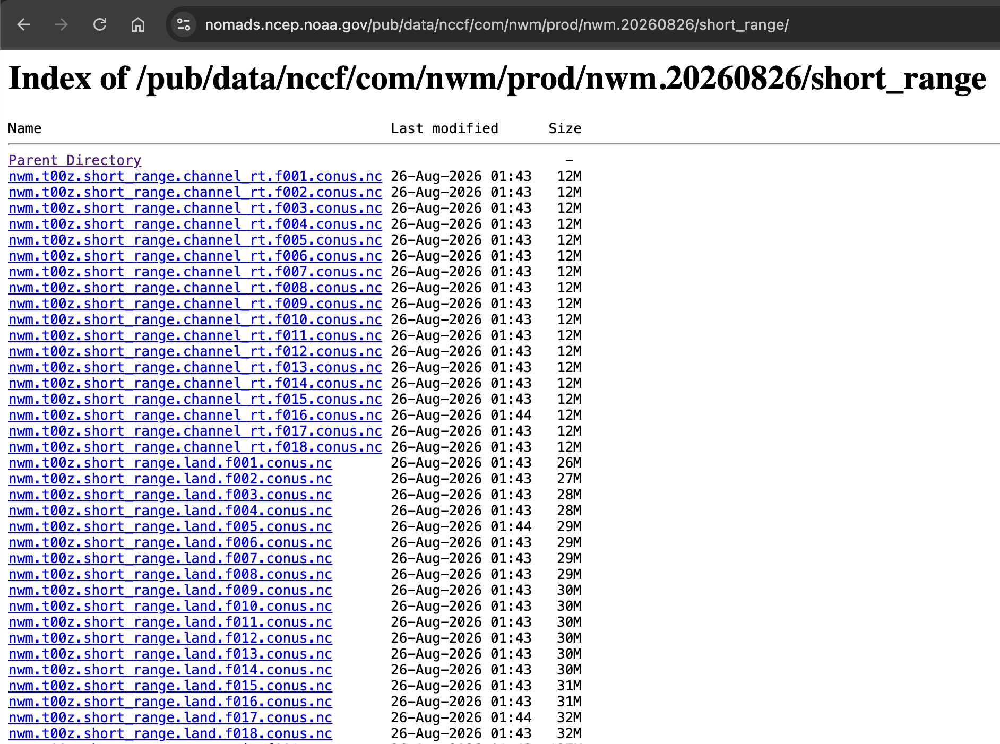 nomads.ncep.noaa.gov/pub/data/nccf/com/nwm/prod/nwm.20260826/short_range/
Index of /pub/data/nccf/com/nwm/prod/nwm.20260826/short_range
Name Last modified Size
Parent Directory -
nwm.t00z.short_range.channel_rt.f001.conus.nc 26-Aug-2026 01:43 12M
nwm.t00z.short_range.channel_rt.f002.conus.nc 26-Aug-2026 01:43 12M
nwm.t00z.short_range.channel_rt.f003.conus.nc 26-Aug-2026 01:43 12M
nwm.t00z.short_range.channel_rt.f004.conus.nc 26-Aug-2026 01:43 12M
nwm.t00z.short_range.channel_rt.f005.conus.nc 26-Aug-2026 01:43 12M
nwm.t00z.short_range.channel_rt.f006.conus.nc 26-Aug-2026 01:43 12M
nwm.t00z.short_range.channel_rt.f007.conus.nc 26-Aug-2026 01:43 12M
nwm.t00z.short_range.channel_rt.f008.conus.nc 26-Aug-2026 01:43 12M
nwm.t00z.short_range.channel_rt.f009.conus.nc 26-Aug-2026 01:43 12M
nwm.t00z.short_range.channel_rt.f010.conus.nc 26-Aug-2026 01:43 12M
nwm.t00z.short_range.channel_rt.f011.conus.nc 26-Aug-2026 01:43 12M
nwm.t00z.short_range.channel_rt.f012.conus.nc 26-Aug-2026 01:43 12M
nwm.t00z.short_range.channel_rt.f013.conus.nc 26-Aug-2026 01:43 12M
nwm.t00z.short_range.channel_rt.f014.conus.nc 26-Aug-2026 01:43 12M
nwm.t00z.short_range.channel_rt.f015.conus.nc 26-Aug-2026 01:43 12M
nwm.t00z.short_range.channel_rt.f016.conus.nc 26-Aug-2026 01:44 12M
nwm.t00z.short_range.channel_rt.f017.conus.nc 26-Aug-2026 01:43 12M
nwm.t00z.short_range.channel_rt.f018.conus.nc 26-Aug-2026 01:43 12M
nwm.t00z.short_range.land.f001.conus.nc 26-Aug-2026 01:43 26M
nwm.t00z.short_range.land.f002.conus.nc 26-Aug-2026 01:43 27M
nwm.t00z.short_range.land.f003.conus.nc 26-Aug-2026 01:43 28M
nwm.t00z.short_range.land.f004.conus.nc 26-Aug-2026 01:43 28M
nwm.t00z.short_range.land.f005.conus.nc 26-Aug-2026 01:44 29M
nwm.t00z.short_range.land.f006.conus.nc 26-Aug-2026 01:43 29M
nwm.t00z.short_range.land.f007.conus.nc 26-Aug-2026 01:43 29M
nwm.t00z.short_range.land.f008.conus.nc 26-Aug-2026 01:43 29M
nwm.t00z.short_range.land.f009.conus.nc 26-Aug-2026 01:43 30M
nwm.t00z.short_range.land.f010.conus.nc 26-Aug-2026 01:43 30M
nwm.t00z.short_range.land.f011.conus.nc 26-Aug-2026 01:43 30M
nwm.t00z.short_range.land.f012.conus.nc 26-Aug-2026 01:43 30M
nwm.t00z.short_range.land.f013.conus.nc 26-Aug-2026 01:43 30M
nwm.t00z.short_range.land.f014.conus.nc 26-Aug-2026 01:43 30M
nwm.t00z.short_range.land.f015.conus.nc 26-Aug-2026 01:43 31M
nwm.t00z.short_range.land.f016.conus.nc 26-Aug-2026 01:43 31M
nwm.t00z.short_range.land.f017.conus.nc 26-Aug-2026 01:44 32M
nwm.t00z.short_range.land.f018.conus.nc 26-Aug-2026 01:43 32M